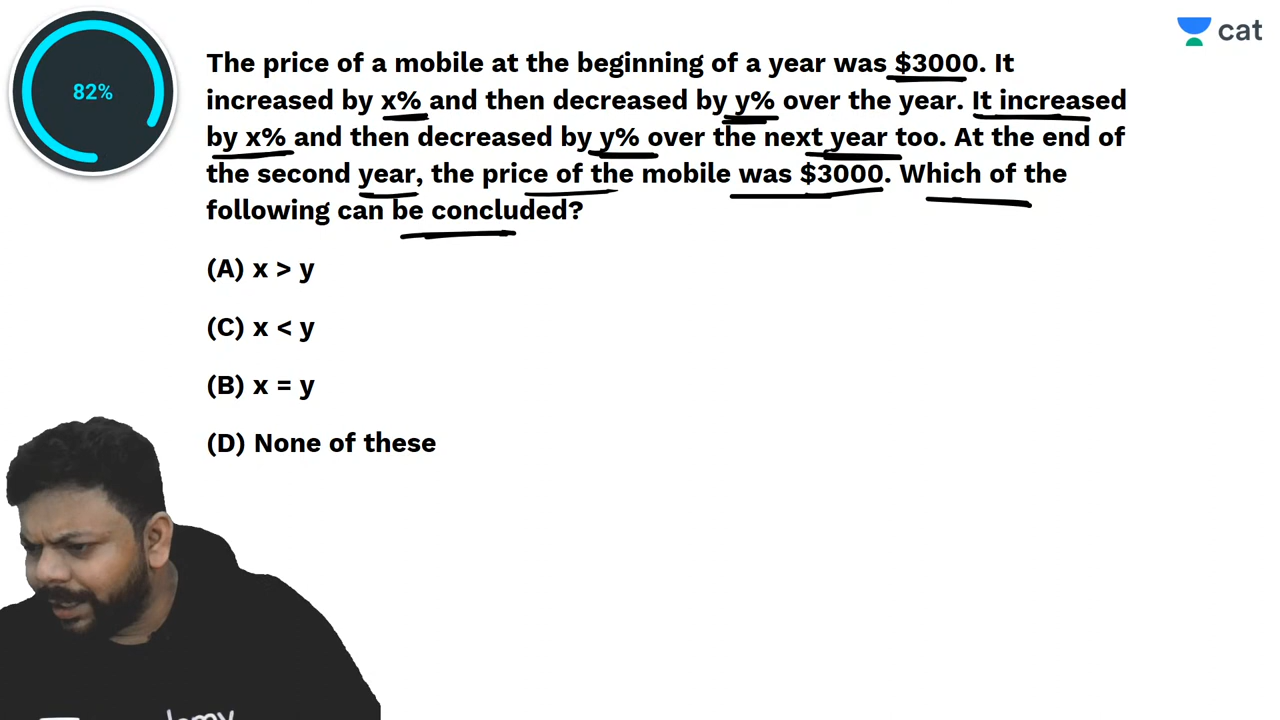 82%
cat
The price of a mobile at the beginning of a year was $3000. It
increased by x% and then decreased by y% over the year. It increased
by x% and then decreased by y% over the next year too. At the end of
the second year, the price of the mobile was $3000. Which of the
following can be concluded?
(A) x > y
(C) x < y
(B) x = y
(D) None of these